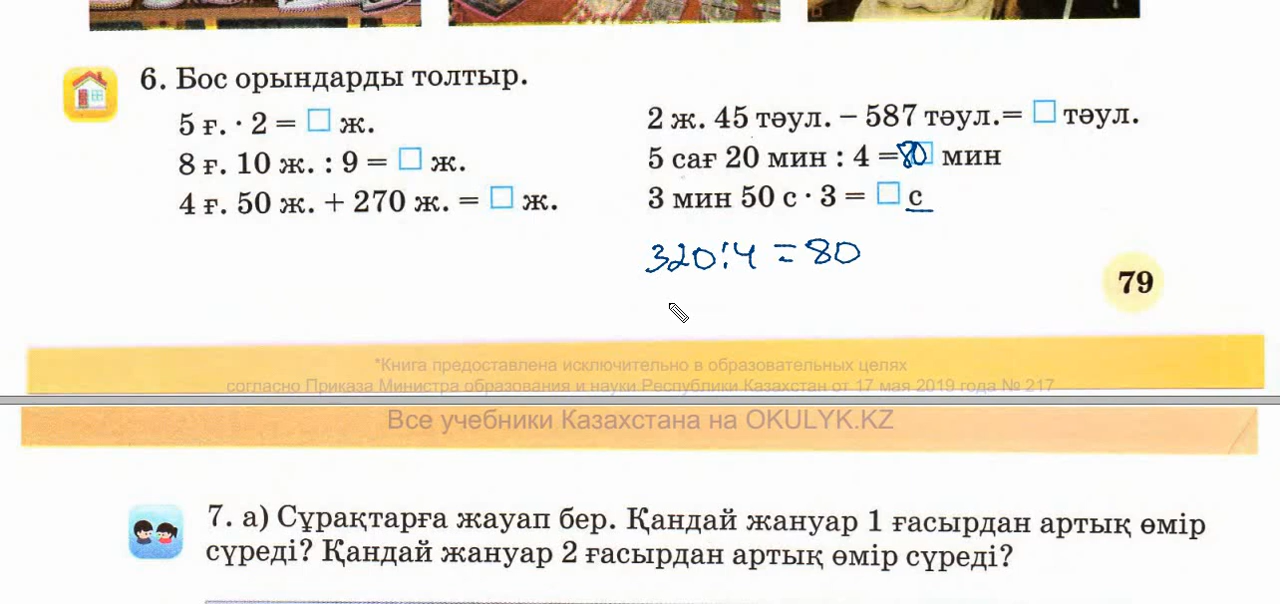 6. Бос орындарды толтыр.
5 ғ. · 2 = □ ж.
8 ғ. 10 ж. : 9 = □ ж.
4 ғ. 50 ж. + 270 ж. = □ ж.
2 ж. 45 тәул. – 587 тәул.= □ тәул.
5 сағ 20 мин : 4 =80 мин
3 мин 50 с · 3 = □ с
320:4 = 80
79
*Книга предоставлена исключительно в образовательных целях
согласно Приказа Министра образования и науки Республики Казахстан от 17 мая 2019 года № 217
Все учебники Казахстана на OKULYK.KZ
7. а) Сұрақтарға жауап бер. Қандай жануар 1 ғасырдан артық өмір
сүреді? Қандай жануар 2 ғасырдан артық өмір сүреді?